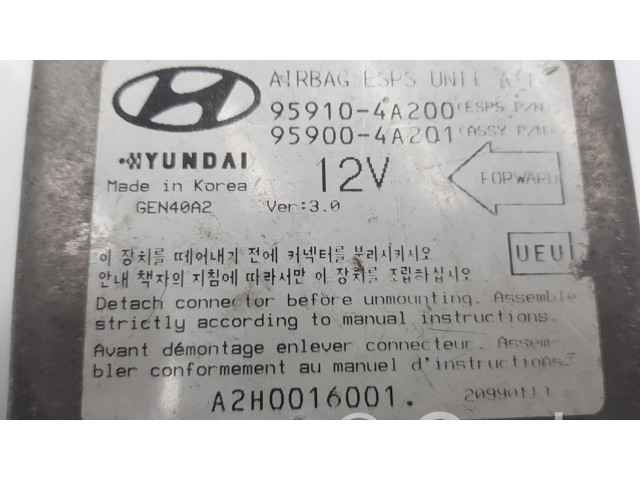 AIRBAG ESPS UNIT
95910-4A200 (ESPS P/N)
95900-4A201 (ASSY P/N)
HYUNDAI
12V
FORWARD
Made in Korea
GEN40A2 Ver:3.0
이 장치를 떼어내기 전에 커넥터를 분리시키시오
안내 책자의 지침에 따라서만 이 장치를 조립하십시오
UEU
Detach connector before unmounting. Assemble
strictly according to manual instructions.
Avant démontage enlever connecteur. Assem-
bler conformement au manuel d'instructions.
A2H0016001.